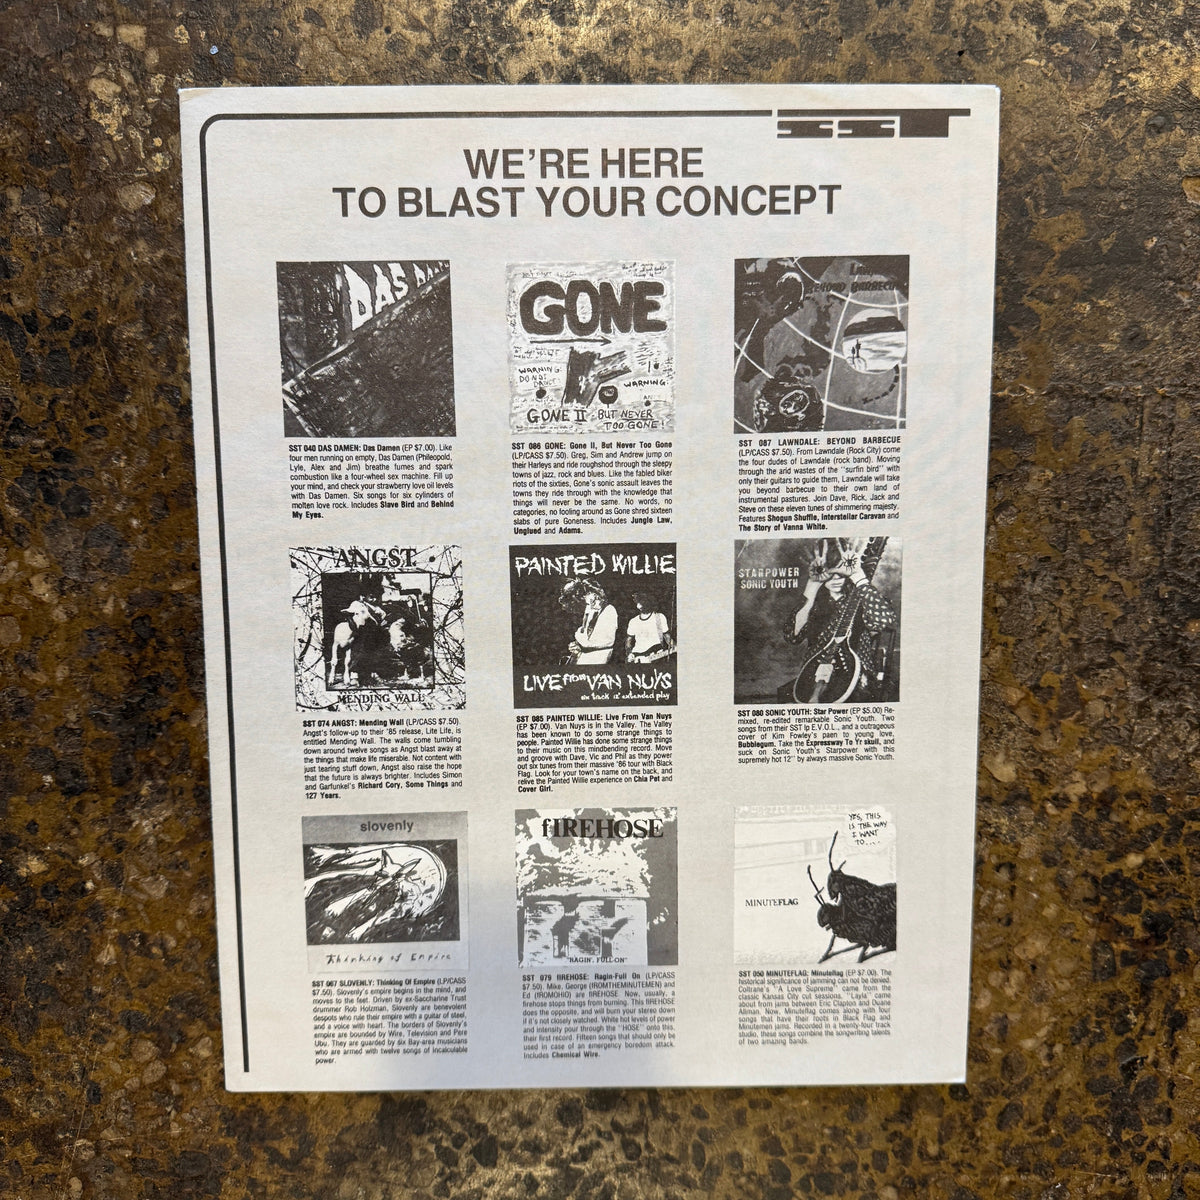 SST
WE'RE HERE
TO BLAST YOUR CONCEPT
DAS DAMEN
SST 040 DAS DAMEN: Das Damen (EP $7.00). Like
four men running on empty, Das Damen (Phileopold,
Lyle, Alex and Jim) breathe fumes and spark
combustion like a four-wheel sex machine. Fill up
your mind, and check your strawberry love oil levels
with Das Damen. Six songs for six cylinders of
molten love rock. Includes Slave Bird and Behind
My Eyes.
GONE
WARNING:
DO NOT
DANCE
WARNING:
GONE II - BUT NEVER
TOO GONE!
SST 086 GONE: Gone II, But Never Too Gone
(LP/CASS $7.50). Greg, Sim and Andrew jump on
their Harleys and ride roughshod through the sleepy
towns of jazz, rock and blues. Like the fabled biker
riots of the sixties, Gone's sonic assault leaves the
towns they ride through with the knowledge that
things will never be the same. No words, no
categories, no fooling around as Gone shred sixteen
slabs of pure Goneness. Includes Jungle Law,
Unglued and Adams.
BEYOND BARBECUE
SST 087 LAWNDALE: BEYOND BARBECUE
(LP/CASS $7.50). From Lawndale (Rock City) come
the four dudes of Lawndale (rock band). Moving
through the arid wastes of the "surfin bird" with
only their guitars to guide them, Lawndale will take
you beyond barbecue to their own land of
instrumental pastures. Join Dave, Rick, Jack and
Steve on these eleven tunes of shimmering majesty.
Features Shogun Shuffle, Interstellar Caravan and
The Story of Vanna White.
ANGST
MENDING WALL
SST 074 ANGST: Mending Wall (LP/CASS $7.50).
Angst's follow-up to their '85 release, Lite Life, is
entitled Mending Wall. The walls come tumbling
down around twelve songs as Angst blast away at
the things that make life miserable. Not content with
just tearing stuff down, Angst also raise the hope
that the future is always brighter. Includes Simon
and Garfunkel's Richard Cory, Some Things and
127 Years.
PAINTED WILLIE
LIVE from VAN NUYS
six track 12" extended play
SST 085 PAINTED WILLIE: Live From Van Nuys
(EP $7.00). Van Nuys is in the Valley. The Valley
has been known to do some strange things to
people. Painted Willie has done some strange things
to their music on this mindbending record. Move
and groove with Dave, Vic and Phil as they power
out six tunes from their massive '86 tour with Black
Flag. Look for your town's name on the back, and
relive the Painted Willie experience on Chia Pet and
Cover Girl.
STARPOWER
SONIC YOUTH
SST 080 SONIC YOUTH: Star Power (EP $5.00) Re-
mixed, re-edited remarkable Sonic Youth. Two
songs from their SST lp E.V.O.L., and a outrageous
cover of Kim Fowley's paen to young love,
Bubblegum. Take the Expressway To Yr skull, and
suck on Sonic Youth's Starpower with this
supremely hot 12" by always massive Sonic Youth.
slovenly
Thinking of Empire
SST 067 SLOVENLY: Thinking Of Empire (LP/CASS
$7.50). Slovenly's empire begins in the mind, and
moves to the feet. Driven by ex-Saccharine Trust
drummer Rob Holzman, Slovenly are benevolent
despots who rule their empire with a guitar of steel,
and a voice with heart. The borders of Slovenly's
empire are bounded by Wire, Television and Pere
Ubu. They are guarded by six Bay-area musicians
who are armed with twelve songs of incalculable
power.
fIREHOSE
"RAGIN', FULL-ON"
SST 079 fIREHOSE: Ragin-Full On (LP/CASS
$7.50). Mike, George (fROMTHEMINUTEMEN) and
Ed (fROMOHIO) are fIREHOSE. Now, usually, a
firehose stops things from burning. This fIREHOSE
does the opposite, and will burn your stereo down
if it's not closely watched. White hot levels of power
and intensity pour through the "HOSE" onto this,
their first record. Fifteen songs that should only be
used in case of an emergency boredom attack.
Includes Chemical Wire.
YES, THIS
IS THE WAY
I WANT
TO....
MINUTEFLAG
SST 050 MINUTEFLAG: Minuteflag (EP $7.00). The
historical significance of jamming can not be denied.
Coltrane's "A Love Supreme" came from the
classic Kansas City cut sessions. "Layla" came
about from jams between Eric Clapton and Duane
Allman. Now, Minuteflag comes along with four
songs that have their roots in Black Flag and
Minutemen jams. Recorded in a twenty-four track
studio, these songs combine the songwriting talents
of two amazing bands.